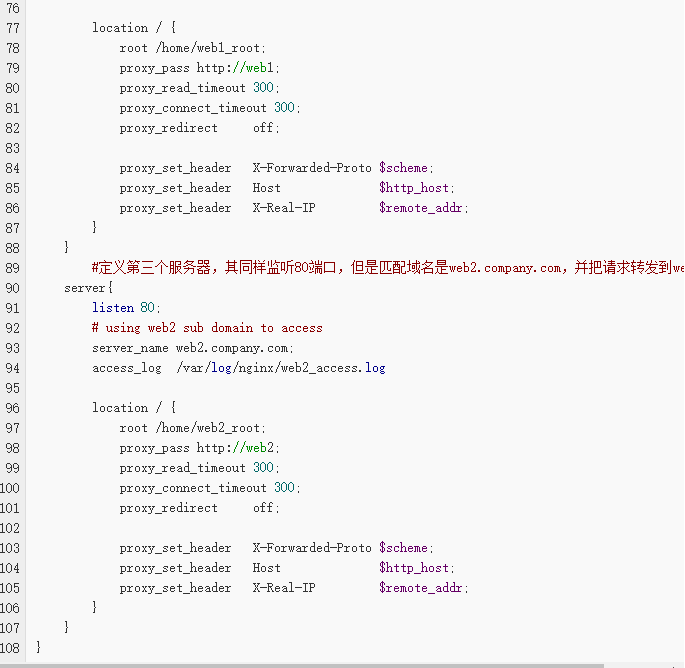 76
77 location / {
78 root /home/web1_root;
79 proxy_pass http://web1;
80 proxy_read_timeout 300;
81 proxy_connect_timeout 300;
82 proxy_redirect off;
83
84 proxy_set_header X-Forwarded-Proto $scheme;
85 proxy_set_header Host $http_host;
86 proxy_set_header X-Real-IP $remote_addr;
87 }
88 }
89 #定义第三个服务器，其同样监听80端口，但是匹配域名是web2.company.com，并把请求转发到we
90 server{
91 listen 80;
92 # using web2 sub domain to access
93 server_name web2.company.com;
94 access_log /var/log/nginx/web2_access.log
95
96 location / {
97 root /home/web2_root;
98 proxy_pass http://web2;
99 proxy_read_timeout 300;
100 proxy_connect_timeout 300;
101 proxy_redirect off;
102
103 proxy_set_header X-Forwarded-Proto $scheme;
104 proxy_set_header Host $http_host;
105 proxy_set_header X-Real-IP $remote_addr;
106 }
107 }
108 }